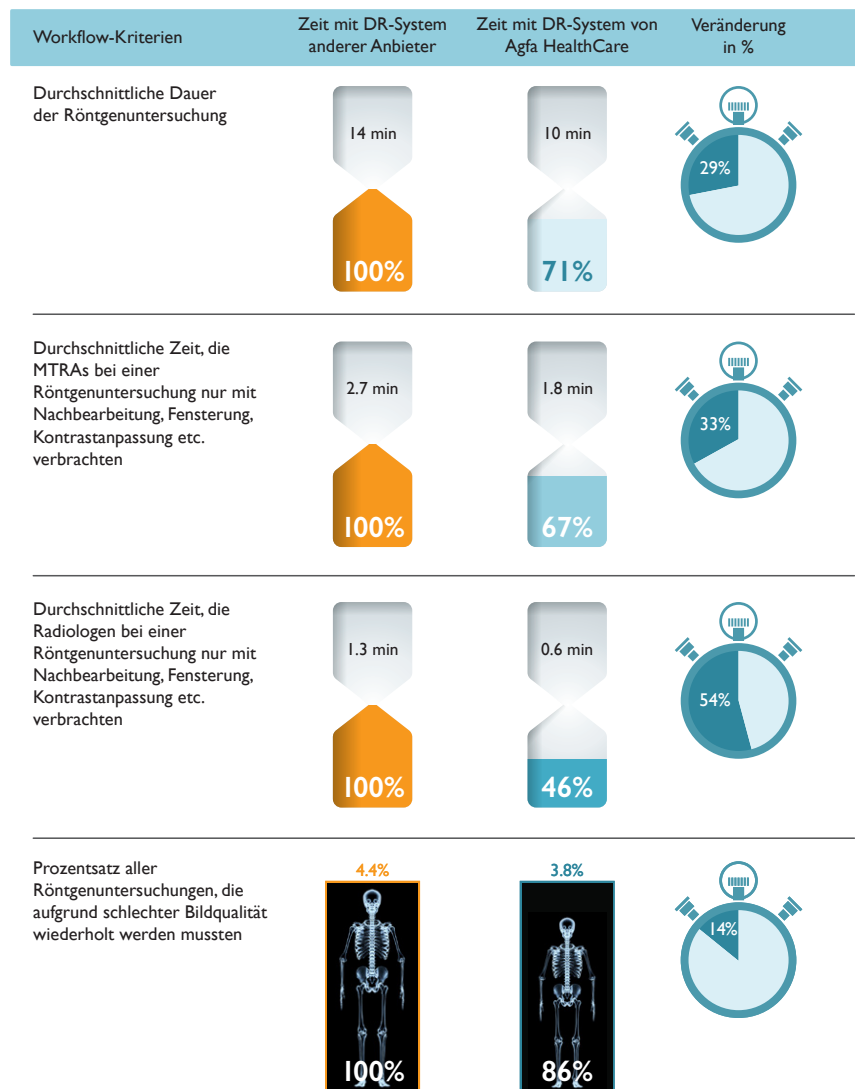 Workflow-Kriterien
Zeit mit DR-System
anderer Anbieter
Zeit mit DR-System von
Agfa HealthCare
Veränderung
in %
Durchschnittliche Dauer
der Röntgenuntersuchung
14 min
100%
10 min
71%
29%
Durchschnittliche Zeit, die
MTRAs bei einer
Röntgenuntersuchung nur mit
Nachbearbeitung, Fensterung,
Kontrastanpassung etc.
verbrachten
2.7 min
100%
1.8 min
67%
33%
Durchschnittliche Zeit, die
Radiologen bei einer
Röntgenuntersuchung nur mit
Nachbearbeitung, Fensterung,
Kontrastanpassung etc.
verbrachten
1.3 min
100%
0.6 min
46%
54%
Prozentsatz aller
Röntgenuntersuchungen, die
aufgrund schlechter Bildqualität
wiederholt werden mussten
4.4%
100%
3.8%
86%
14%